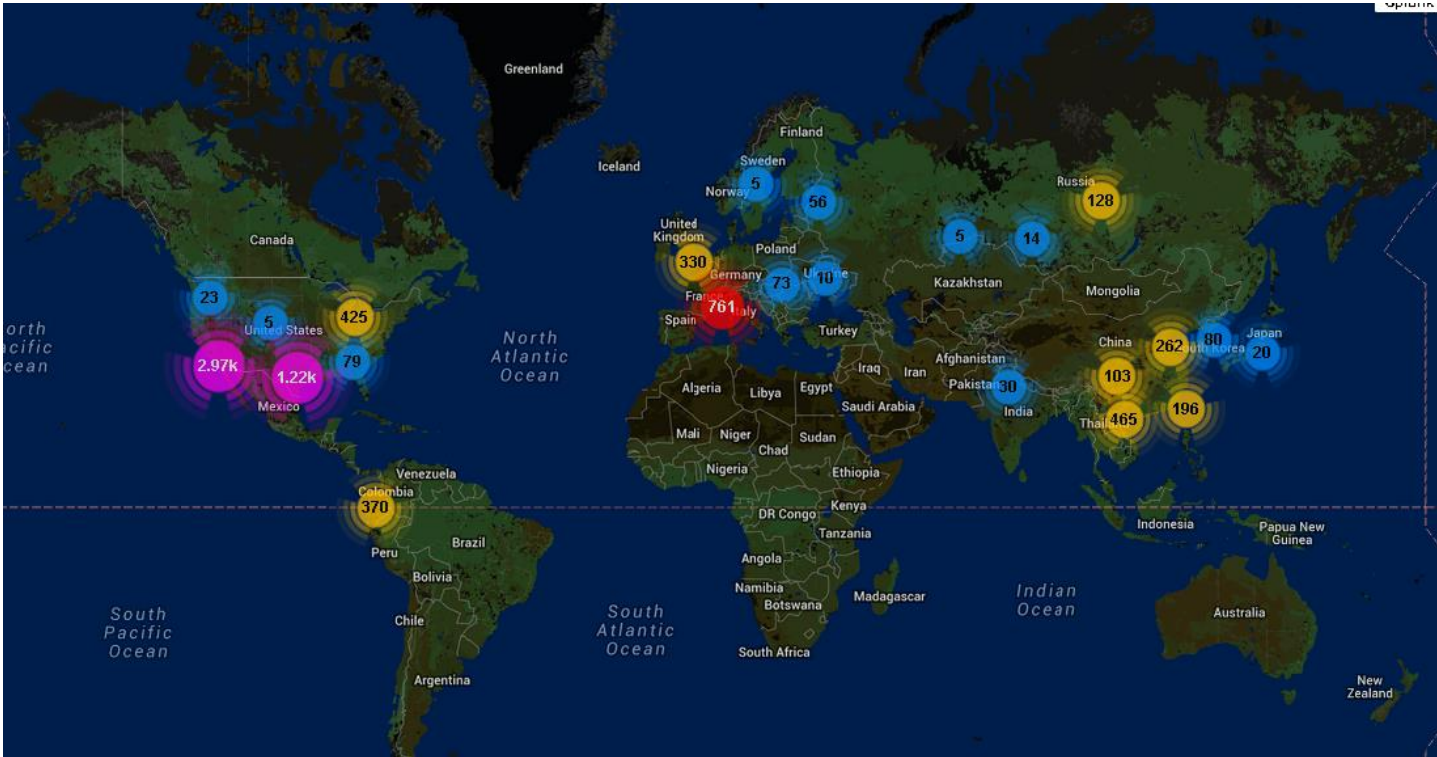 Greenland
Finland
Iceland
Sweden
5
Norway
56
Russia
128
United
Kingdom
330
Canada
Poland
5
14
Germany
73
10
Kazakhstan
Mongolia
23
France
761
Italy
5
425
United States
Spain
Turkey
China
262
80
South Korea
Japan
20
North
Atlantic
Ocean
2.97k
1.22k
79
Afghanistan
Iraq
Iran
103
Algeria
Libya
Egypt
Pakistan
30
Mexico
Saudi Arabia
India
196
465
Mali
Niger
Sudan
Chad
Venezuela
Nigeria
Ethiopia
Colombia
370
Kenya
DR Congo
Indonesia
Papua New
Guinea
Tanzania
Peru
Brazil
Angola
Bolivia
Namibia
Botswana
Madagascar
Indian
Ocean
South
Pacific
Ocean
South
Atlantic
Ocean
Chile
Australia
South Africa
Argentina
New
Zealand